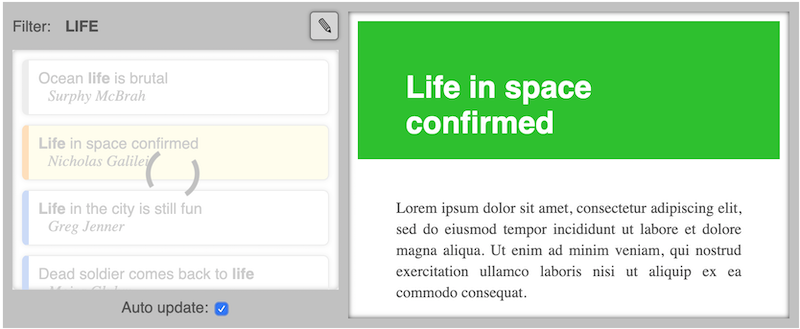 Filter: LIFE
Ocean life is brutal
Surphy McBrah
Life in space confirmed
Nicholas Galilei
Life in the city is still fun
Greg Jenner
Dead soldier comes back to life
Auto update:
Life in space
confirmed
Lorem ipsum dolor sit amet, consectetur adipiscing elit,
sed do eiusmod tempor incididunt ut labore et dolore
magna aliqua. Ut enim ad minim veniam, qui nostrud
exercitation ullamco laboris nisi ut aliquip ex ea
commodo consequat.